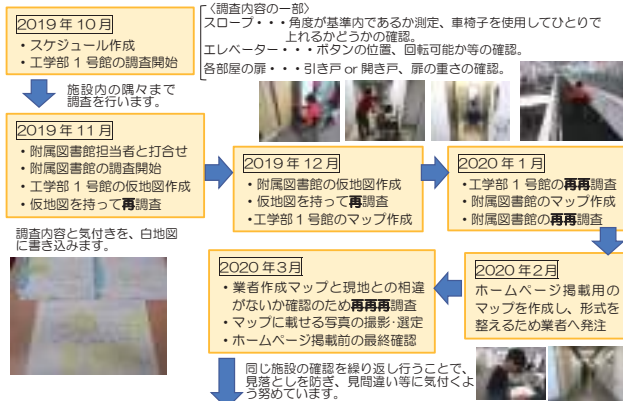 2019年10月
・スケジュール作成
・工学部1号館の調査開始
〈調査内容の一部〉
スロープ・・・角度が基準内であるか測定、車椅子を使用してひとりで
上れるかどうかの確認。
エレベーター・・・ボタンの位置、回転可能か等の確認。
各部屋の扉・・・引き戸 or 開き戸、扉の重さの確認。
施設内の隅々まで
調査を行います。
2019年11月
・附属図書館担当者と打合せ
・附属図書館の調査開始
・工学部1号館の仮地図作成
・仮地図を持って再調査
2019年12月
・附属図書館の仮地図作成
・仮地図を持って再調査
・工学部1号館のマップ作成
2020年1月
・工学部1号館の再再調査
・附属図書館のマップ作成
・附属図書館の再再調査
調査内容と気付きを、白地図
に書き込みます。
2020年2月
ホームページ掲載用の
マップを作成し、形式を
整えるため業者へ発注
2020年3月
・業者作成マップと現地との相違
がないか確認のため再再再調査
・マップに載せる写真の撮影・選定
・ホームページ掲載前の最終確認
同じ施設の確認を繰り返し行うことで、
見落としを防ぎ、見間違い等に気付くよ
う努めています。